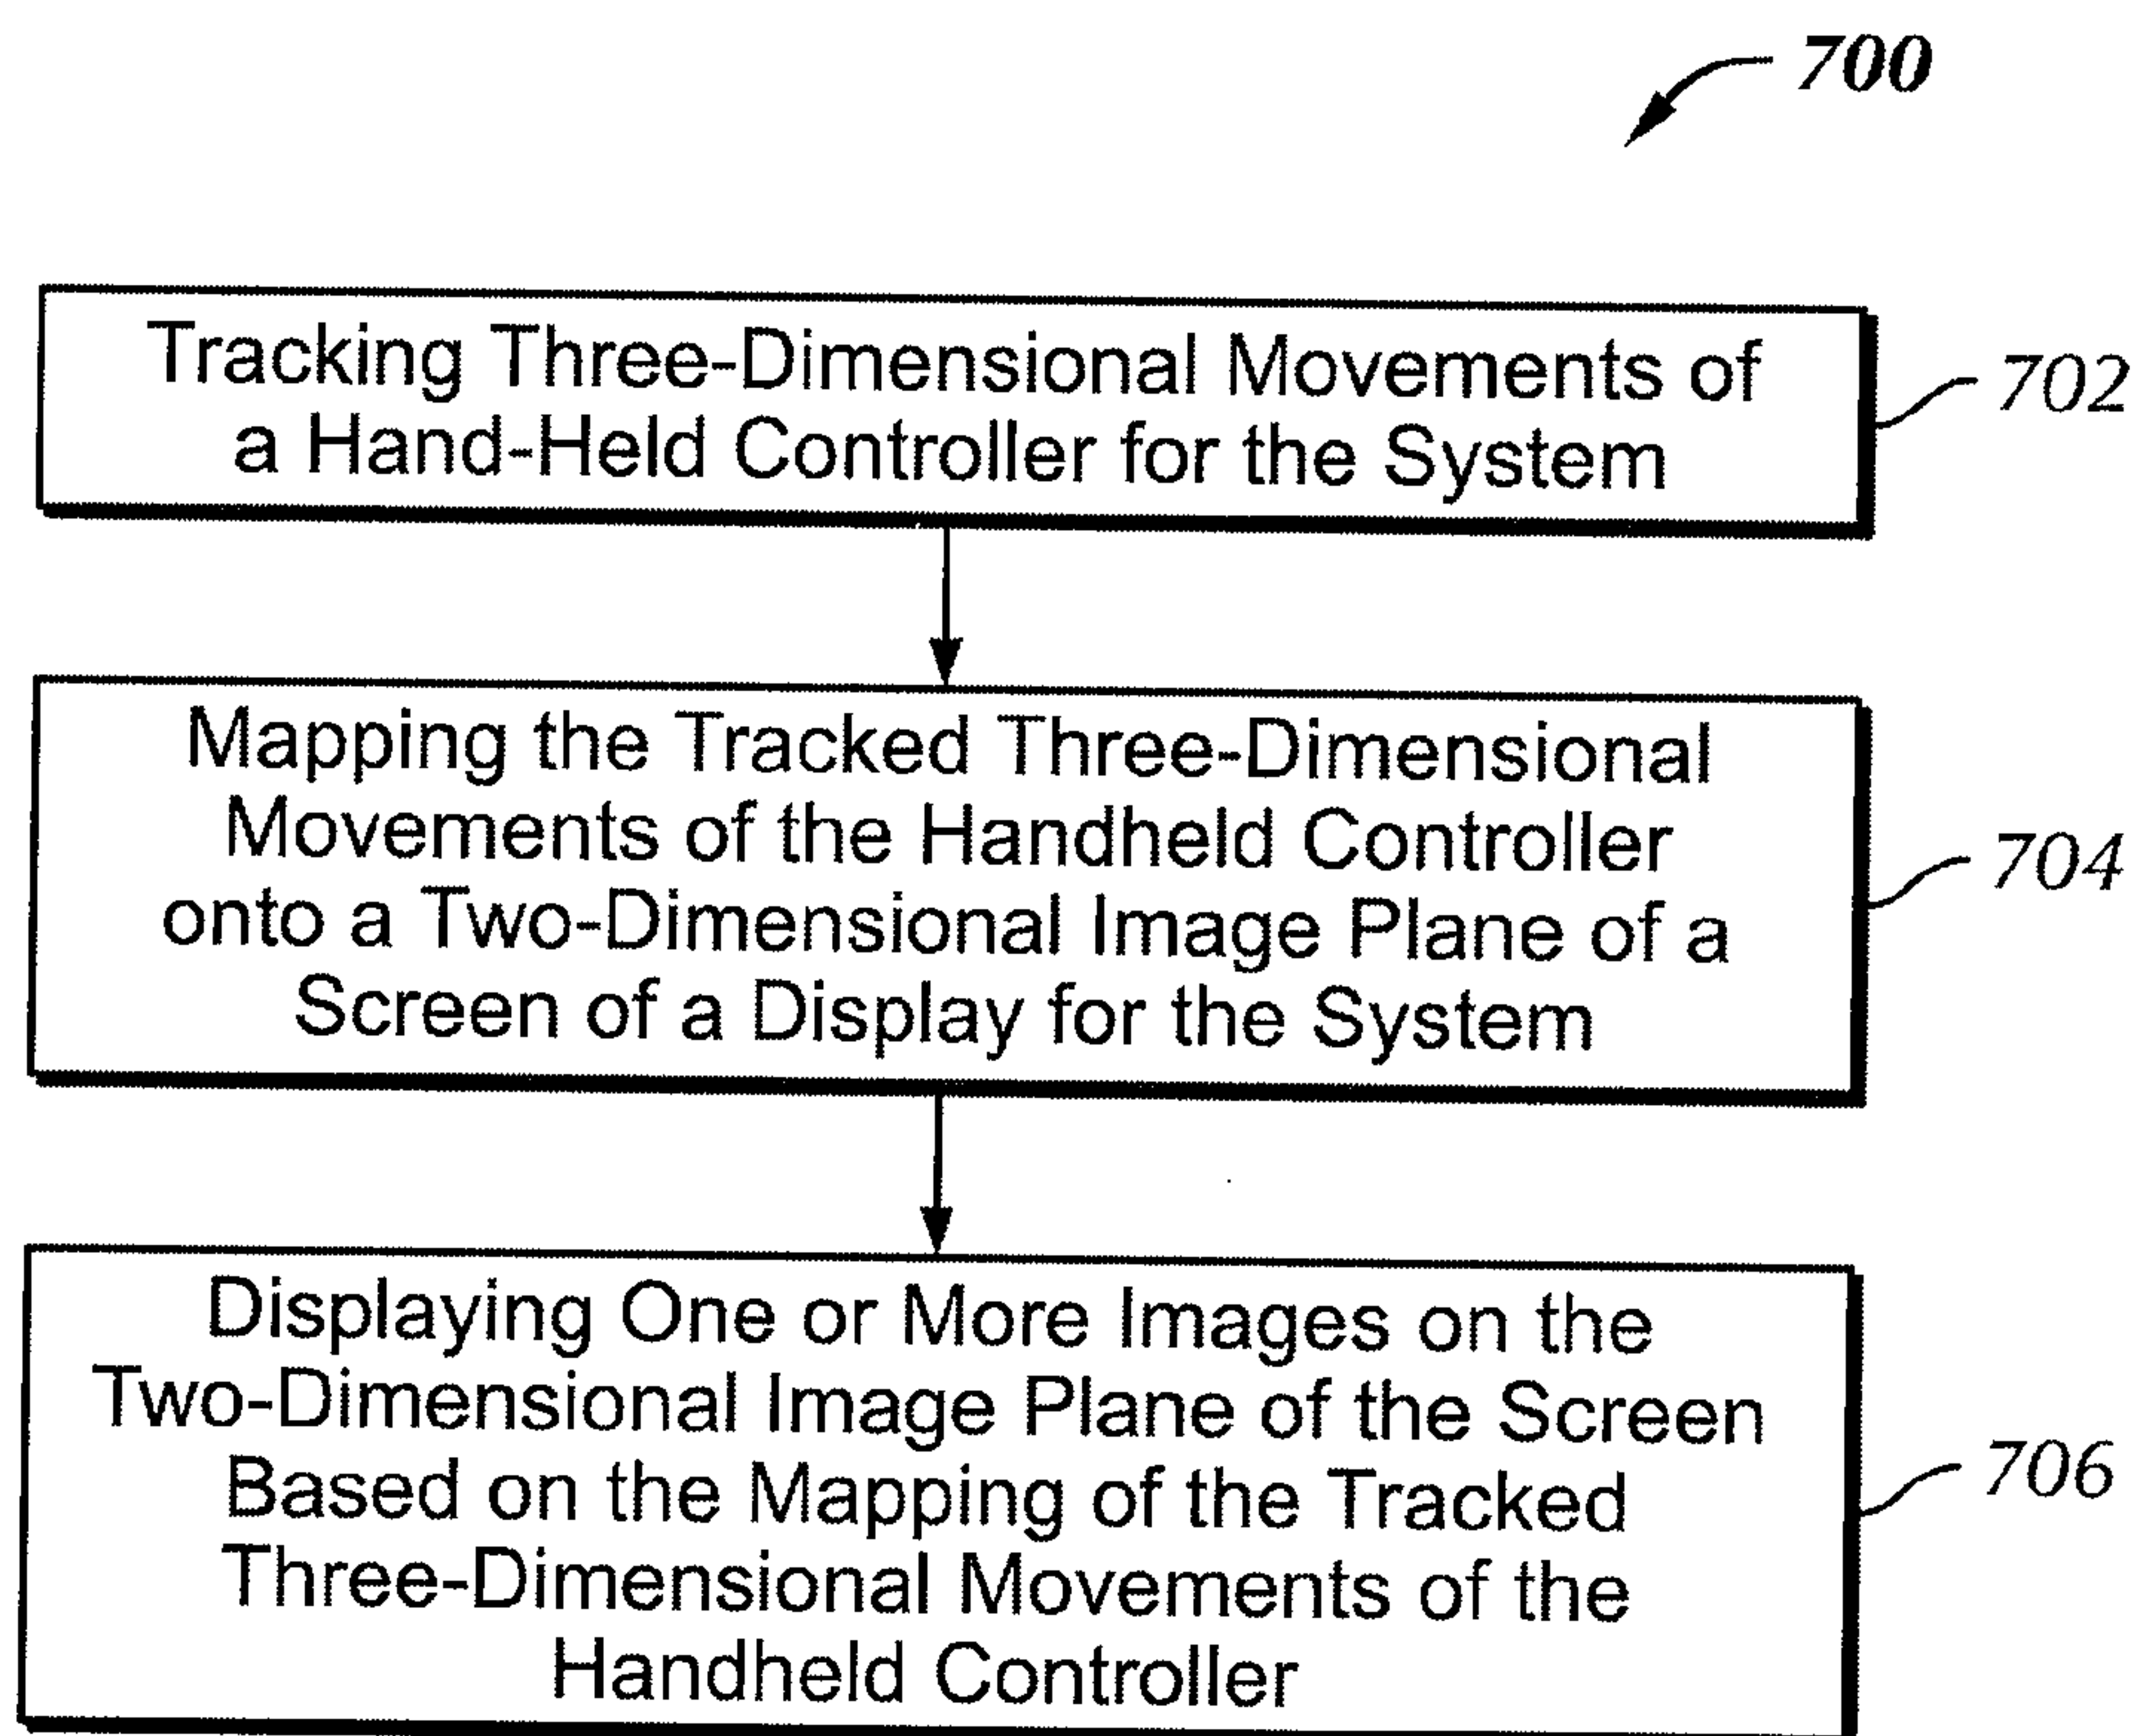 700
Tracking Three-Dimensional Movements of
a Hand-Held Controller for the System
702
Mapping the Tracked Three-Dimensional
Movements of the Handheld Controller
onto a Two-Dimensional Image Plane of a
Screen of a Display for the System
704
Displaying One or More Images on the
Two-Dimensional Image Plane of the Screen
Based on the Mapping of the Tracked
Three-Dimensional Movements of the
Handheld Controller
706